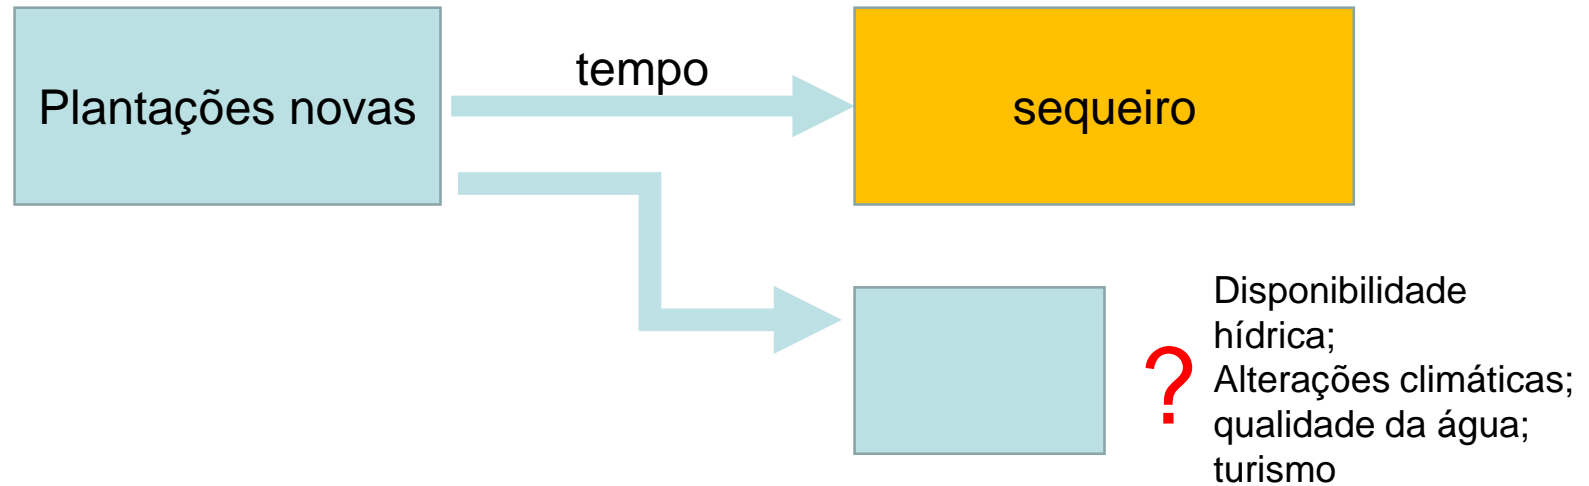 Plantações novas
tempo
sequeiro
?
Disponibilidade
hídrica;
Alterações climáticas;
qualidade da água;
turismo